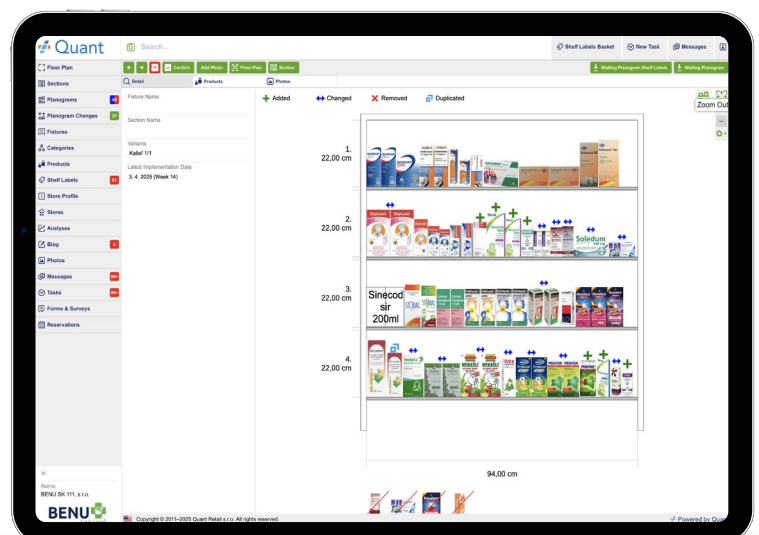 Quant
Search...
Shelf Labels Basket
New Task
Messages
Floor Plan
Sections
Planograms
Planogram Changes
21
Fixtures
Categories
Products
Shelf Labels
Store Profile
Stores
Analyses
Blog
Photos
Messages
99+
Tasks
99+
Forms & Surveys
Reservations
Confirm
Add Photo
Floor Plan
Section
Waiting Planogram Shelf Labels
Waiting Planogram
Detail
Products
Photos
Fixture Name
Section Name
Variants
Kašeľ 1/1
Latest Implementation Date
3. 4. 2025 (Week 14)
Added
Changed
Removed
Duplicated
Zoom Out
1.
22,00 cm
2.
22,00 cm
Soledum
3.
22,00 cm
Sinecod
sir
200ml
4.
22,00 cm
Hedelix
94,00 cm
Id
Name
BENU SK 111, s.r.o.
BENU
Copyright © 2011–2025 Quant Retail s.r.o. All rights reserved.
Powered by Quant